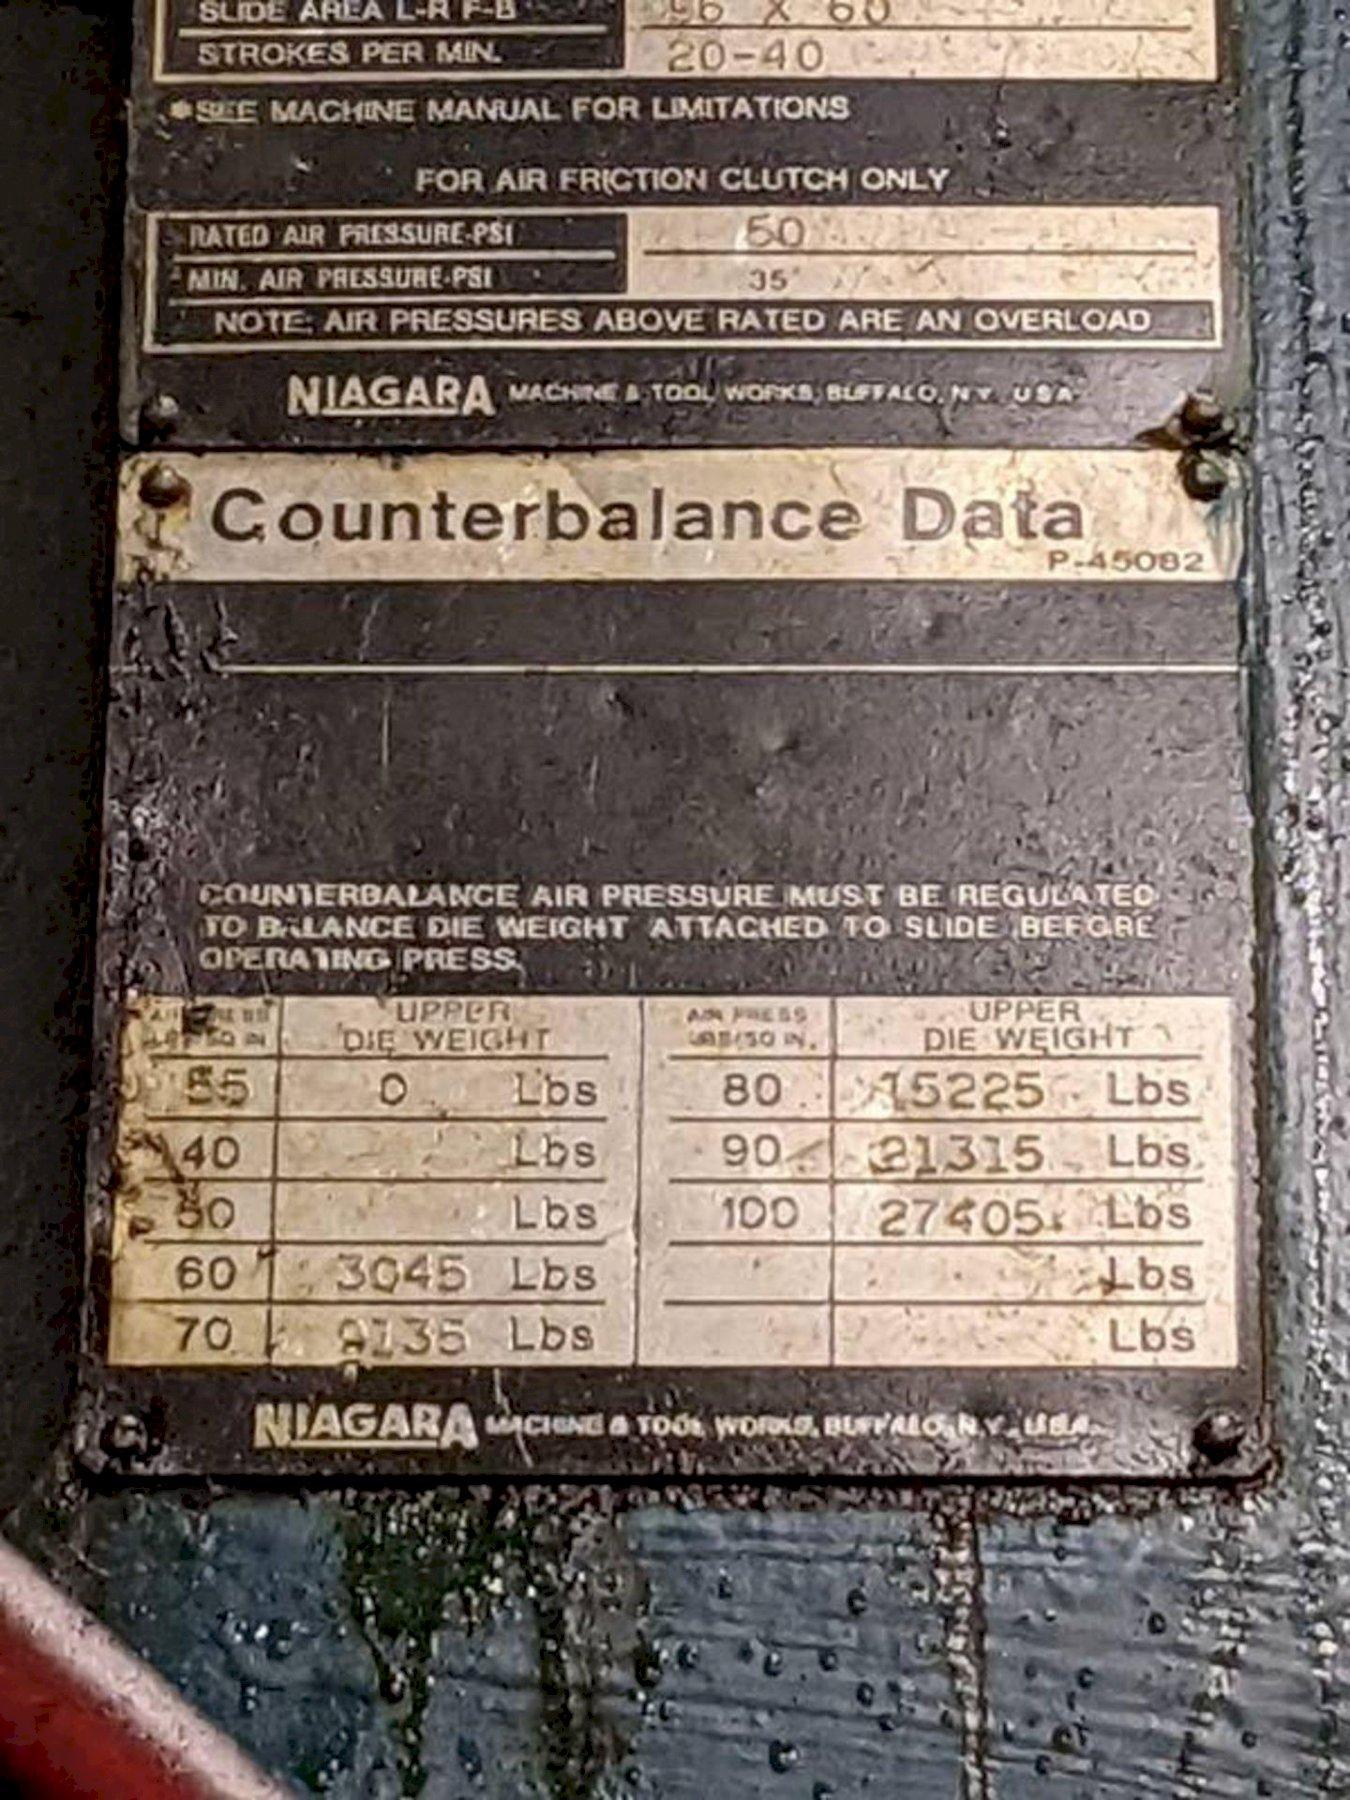 SLIDE AREA L-R F-B 96 X 60
STROKES PER MIN. 20-40
*SEE MACHINE MANUAL FOR LIMITATIONS
FOR AIR FRICTION CLUTCH ONLY
RATED AIR PRESSURE-PSI 50
MIN. AIR PRESSURE-PSI 35
NOTE: AIR PRESSURES ABOVE RATED ARE AN OVERLOAD
NIAGARA MACHINE & TOOL WORKS, BUFFALO, N.Y. USA
Counterbalance Data
P-45082
COUNTERBALANCE AIR PRESSURE MUST BE REGULATED
TO BALANCE DIE WEIGHT ATTACHED TO SLIDE BEFORE
OPERATING PRESS.
AIR PRESS UPPER AIR PRESS UPPER
LBS/SQ IN DIE WEIGHT LBS/SQ IN. DIE WEIGHT
55 0 Lbs 80 15225 Lbs
40 Lbs 90 21315 Lbs
50 Lbs 100 27405 Lbs
60 3045 Lbs Lbs
70 9135 Lbs Lbs
NIAGARA MACHINE & TOOL WORKS, BUFFALO, N.Y., U.S.A.